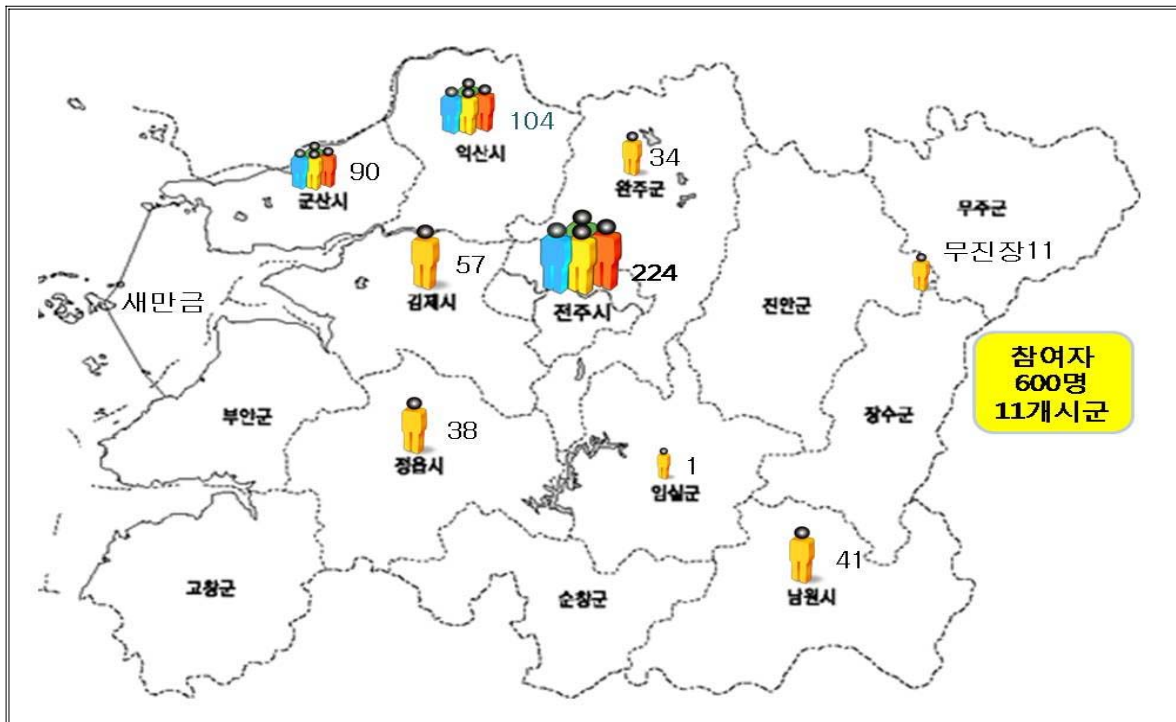 104
익산시
90
군산시
34
완주군
무주군
무진장11
57
김제시
224
전주시
진안군
새만금
참여자
600명
11개시군
장수군
부안군
38
정읍시
1
임실군
41
남원시
고창군
순창군